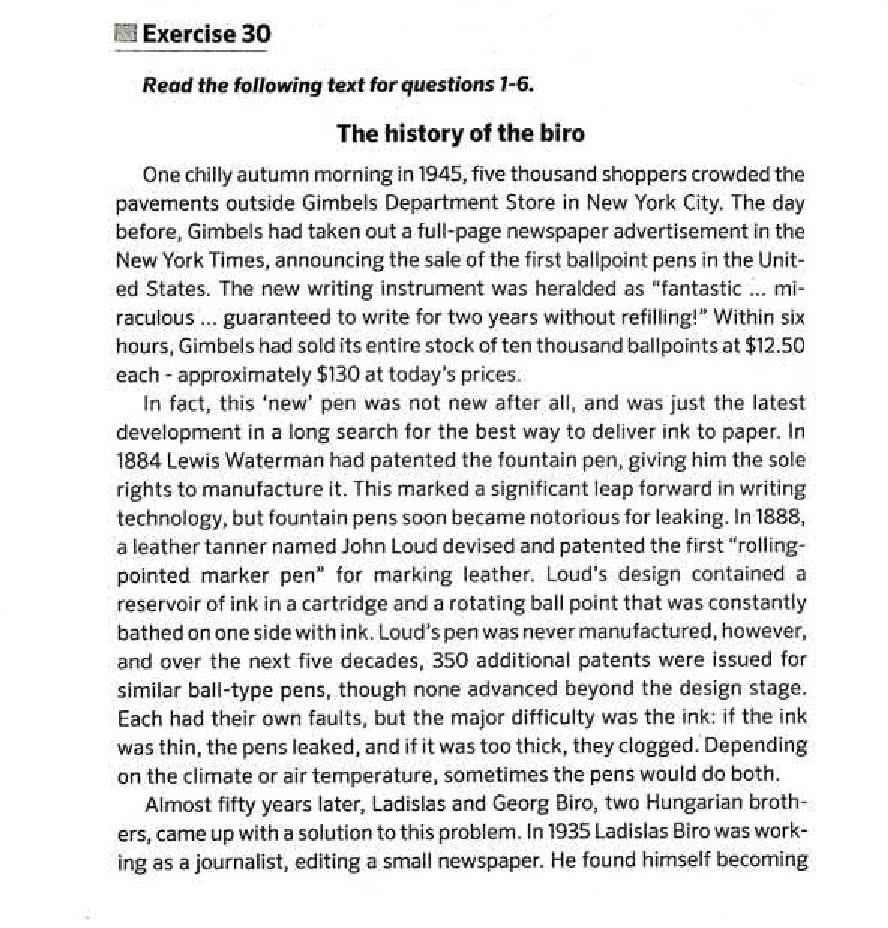 Exercise 30
Read the following text for questions 1-6.
The history of the biro
One chilly autumn morning in 1945, five thousand shoppers crowded the
pavements outside Gimbels Department Store in New York City. The day
before, Gimbels had taken out a full-page newspaper advertisement in the
New York Times, announcing the sale of the first ballpoint pens in the Unit-
ed States. The new writing instrument was heralded as "fantastic ... mi-
raculous ... guaranteed to write for two years without refilling!" Within six
hours, Gimbels had sold its entire stock of ten thousand ballpoints at $12.50
each - approximately $130 at today's prices.
In fact, this 'new' pen was not new after all, and was just the latest
development in a long search for the best way to deliver ink to paper. In
1884 Lewis Waterman had patented the fountain pen, giving him the sole
rights to manufacture it. This marked a significant leap forward in writing
technology, but fountain pens soon became notorious for leaking. In 1888,
a leather tanner named John Loud devised and patented the first "rolling-
pointed marker pen" for marking leather. Loud's design contained a
reservoir of ink in a cartridge and a rotating ball point that was constantly
bathed on one side with ink. Loud's pen was never manufactured, however,
and over the next five decades, 350 additional patents were issued for
similar ball-type pens, though none advanced beyond the design stage.
Each had their own faults, but the major difficulty was the ink: if the ink
was thin, the pens leaked, and if it was too thick, they clogged. Depending
on the climate or air temperature, sometimes the pens would do both.
Almost fifty years later, Ladislas and Georg Biro, two Hungarian broth-
ers, came up with a solution to this problem. In 1935 Ladislas Biro was work-
ing as a journalist, editing a small newspaper. He found himself becoming